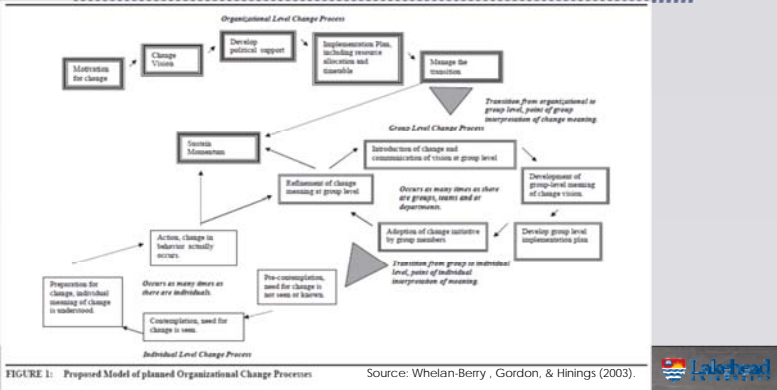 Organizational Level Change Process
Motivation
for change
Change
Vision
Develop
political support
Implementation Plan,
including resource
allocation and
timetable
Manage the
transition
Transition from organizational to
group level, point of group
interpretation of change meaning.
Group Level Change Process
Sustain
Momentum
Introduction of change and
communication of vision at group level
Refinement of change
meaning at group level
Occurs as many times as there
are groups, teams and or
departments.
Development of
group-level meaning
of change vision.
Adoption of change initiative
by group members
Develop group level
implementation plan
Action, change in
behavior actually
occurs.
Transition from group to individual
level, point of individual
interpretation of meaning.
Preparation for
change, individual
meaning of change
is understood.
Occurs as many times as
there are individuals.
Pre-contemplation,
need for change is
not seen or known.
Contemplation, need for
change is seen.
Individual Level Change Process
FIGURE 1: Proposed Model of planned Organizational Change Processes
Source: Whelan-Berry , Gordon, & Hinings (2003).
Lakehead